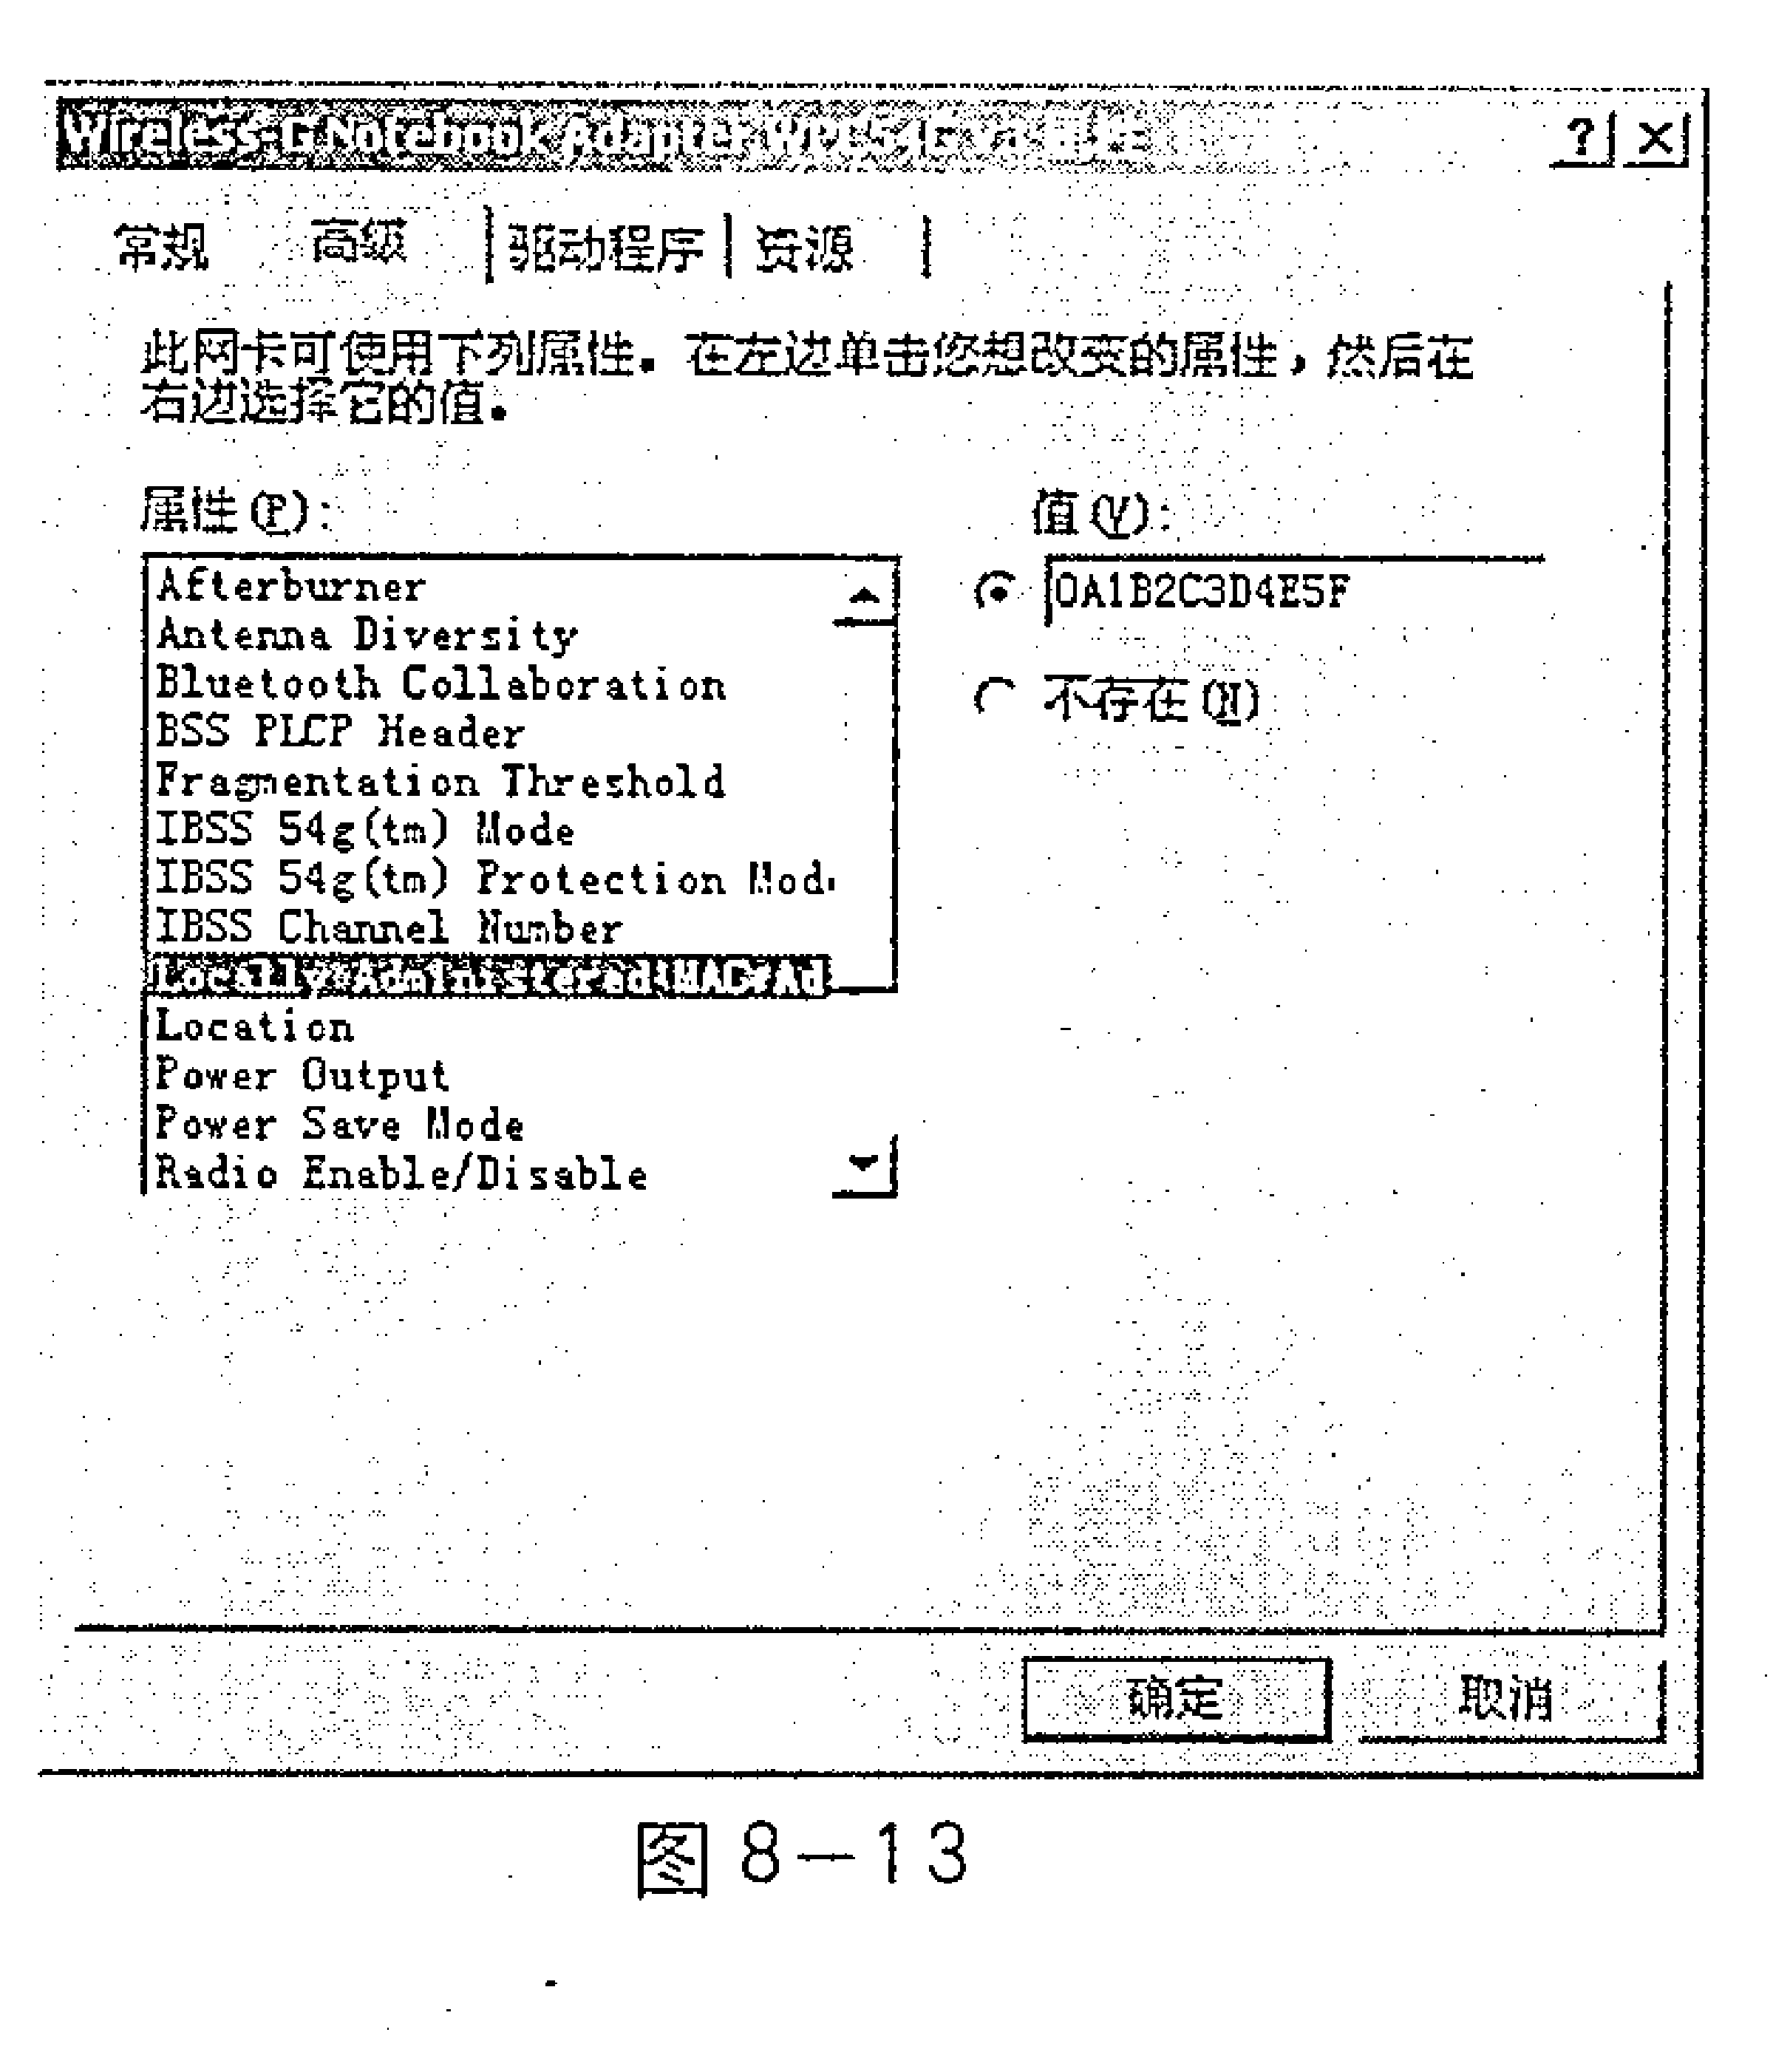 Wireless-G Notebook Adapter WPC54G v3 属性
? ×
常规 高级 驱动程序 资源
此网卡可使用下列属性。在左边单击您想改变的属性，然后在
右边选择它的值。
属性(P):
值(V):
Afterburner
Antenna Diversity
Bluetooth Collaboration
BSS PLCP Header
Fragmentation Threshold
IBSS 54g(tm) Mode
IBSS 54g(tm) Protection Mod
IBSS Channel Number
Locally Administered MAC Ad
Location
Power Output
Power Save Mode
Radio Enable/Disable
0A1B2C3D4E5F
不存在(N)
确定
取消
图 8-13